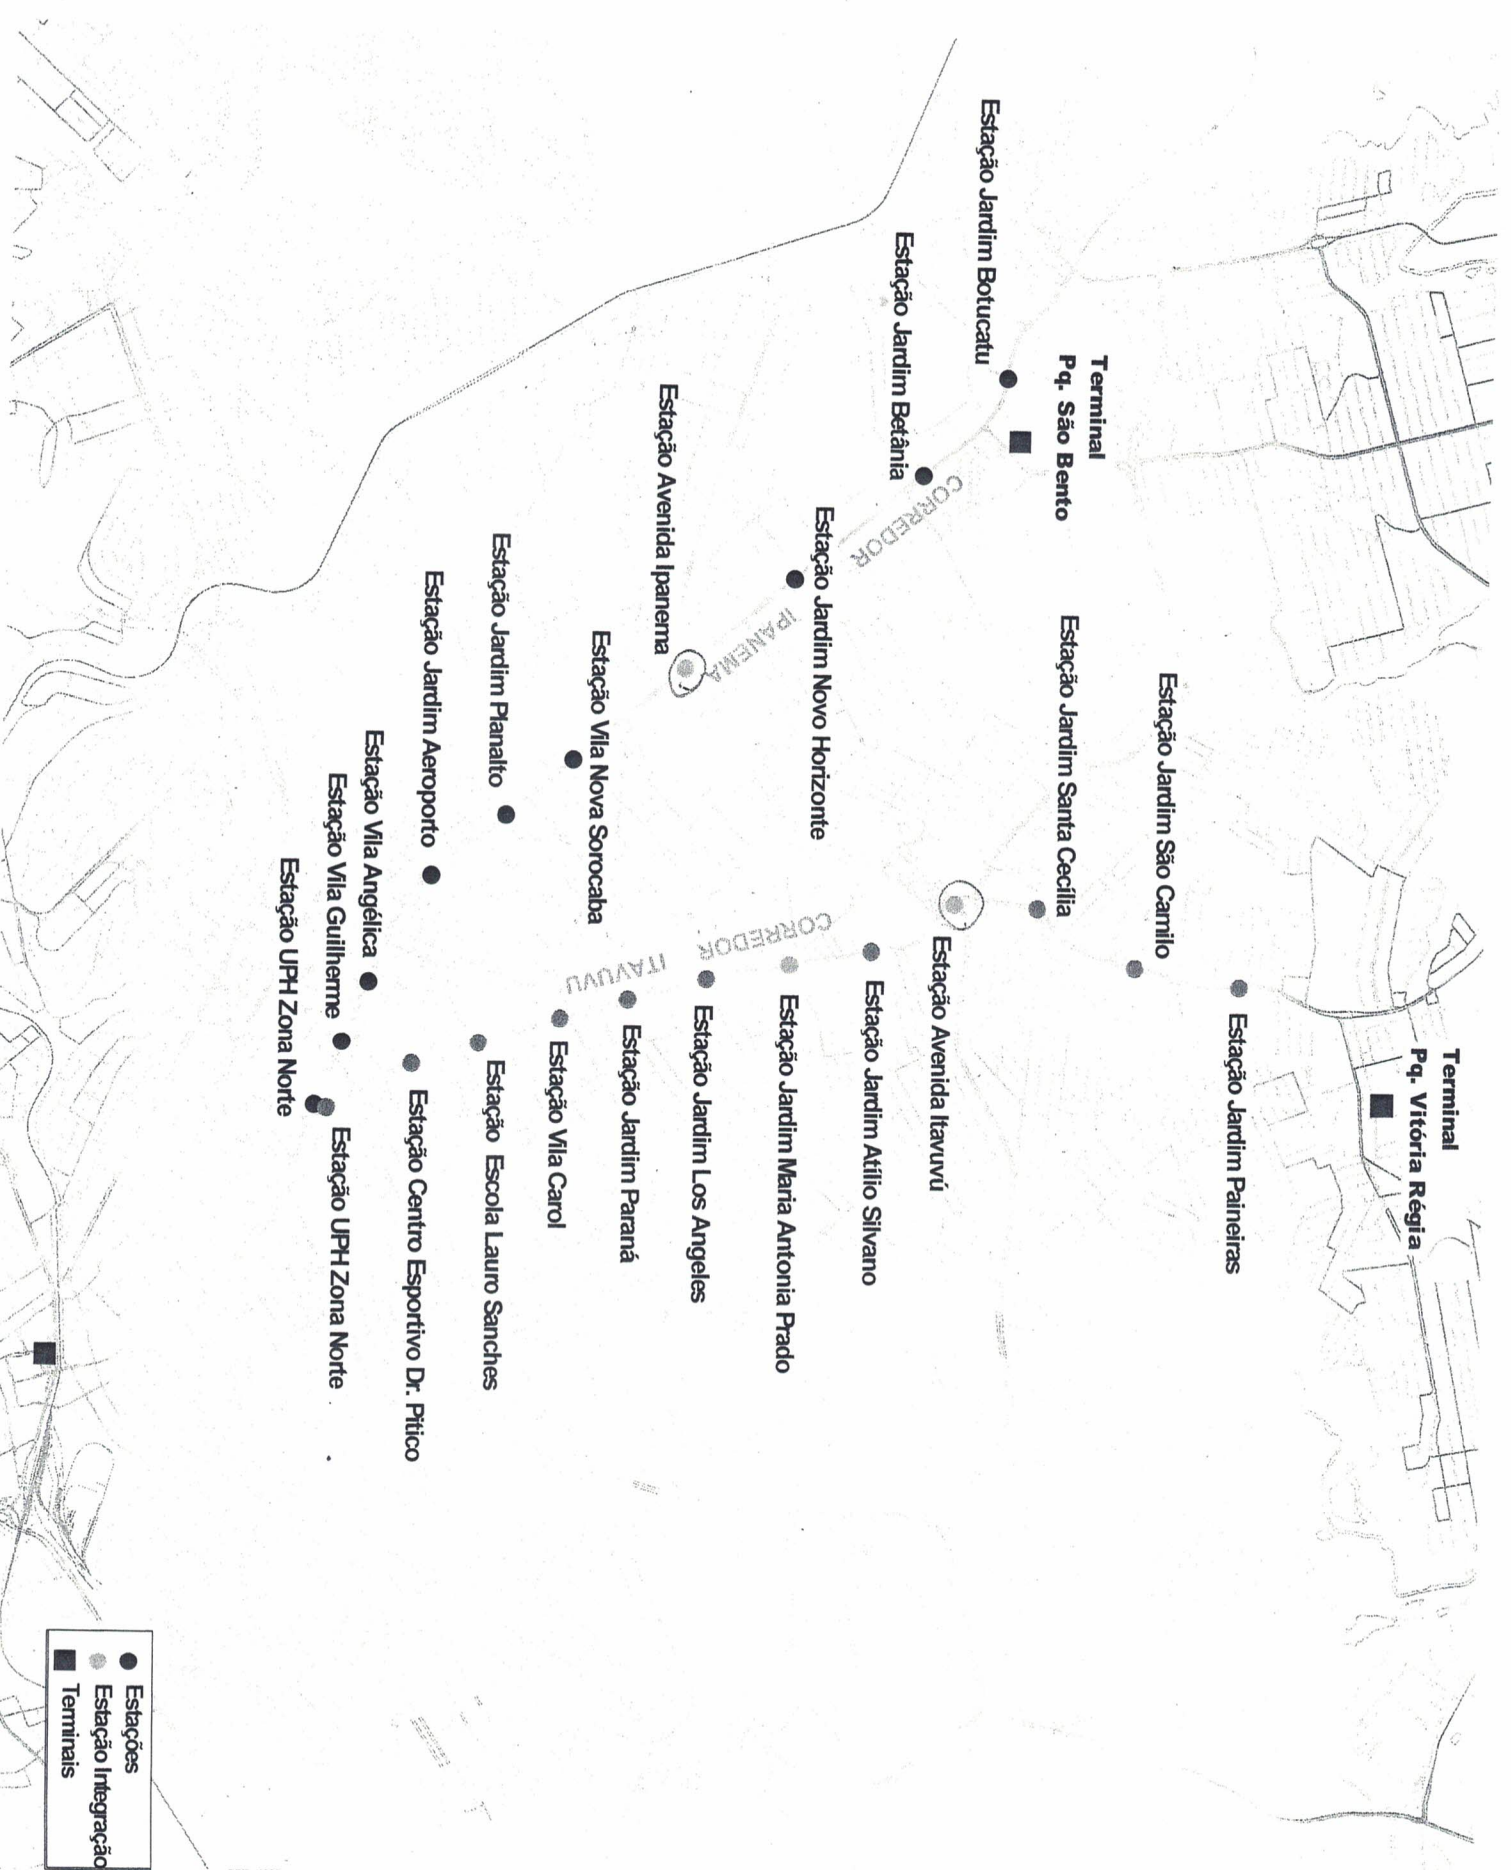 Terminal
Pq. Vitória Régia
Estação Jardim Paineiras
Estação Jardim São Camilo
Terminal
Pq. São Bento
Estação Jardim Santa Cecília
Estação Jardim Botucatu
Estação Avenida Itavuvú
Estação Jardim Betânia
CORREDOR
IPANEMA
Estação Jardim Atílio Silvano
Estação Jardim Novo Horizonte
Estação Jardim Maria Antonia Prado
CORREDOR
ITAVUVU
Estação Jardim Los Angeles
Estação Avenida Ipanema
Estação Jardim Paraná
Estação Vila Nova Sorocaba
Estação Vila Carol
Estação Jardim Planalto
Estação Escola Lauro Sanches
Estação Jardim Aeroporto
Estação Centro Esportivo Dr. Pitico
Estação Vila Angélica
Estação Vila Guilherme
Estação UPH Zona Norte
Estação UPH Zona Norte
Estações
Estação Integração
Terminais